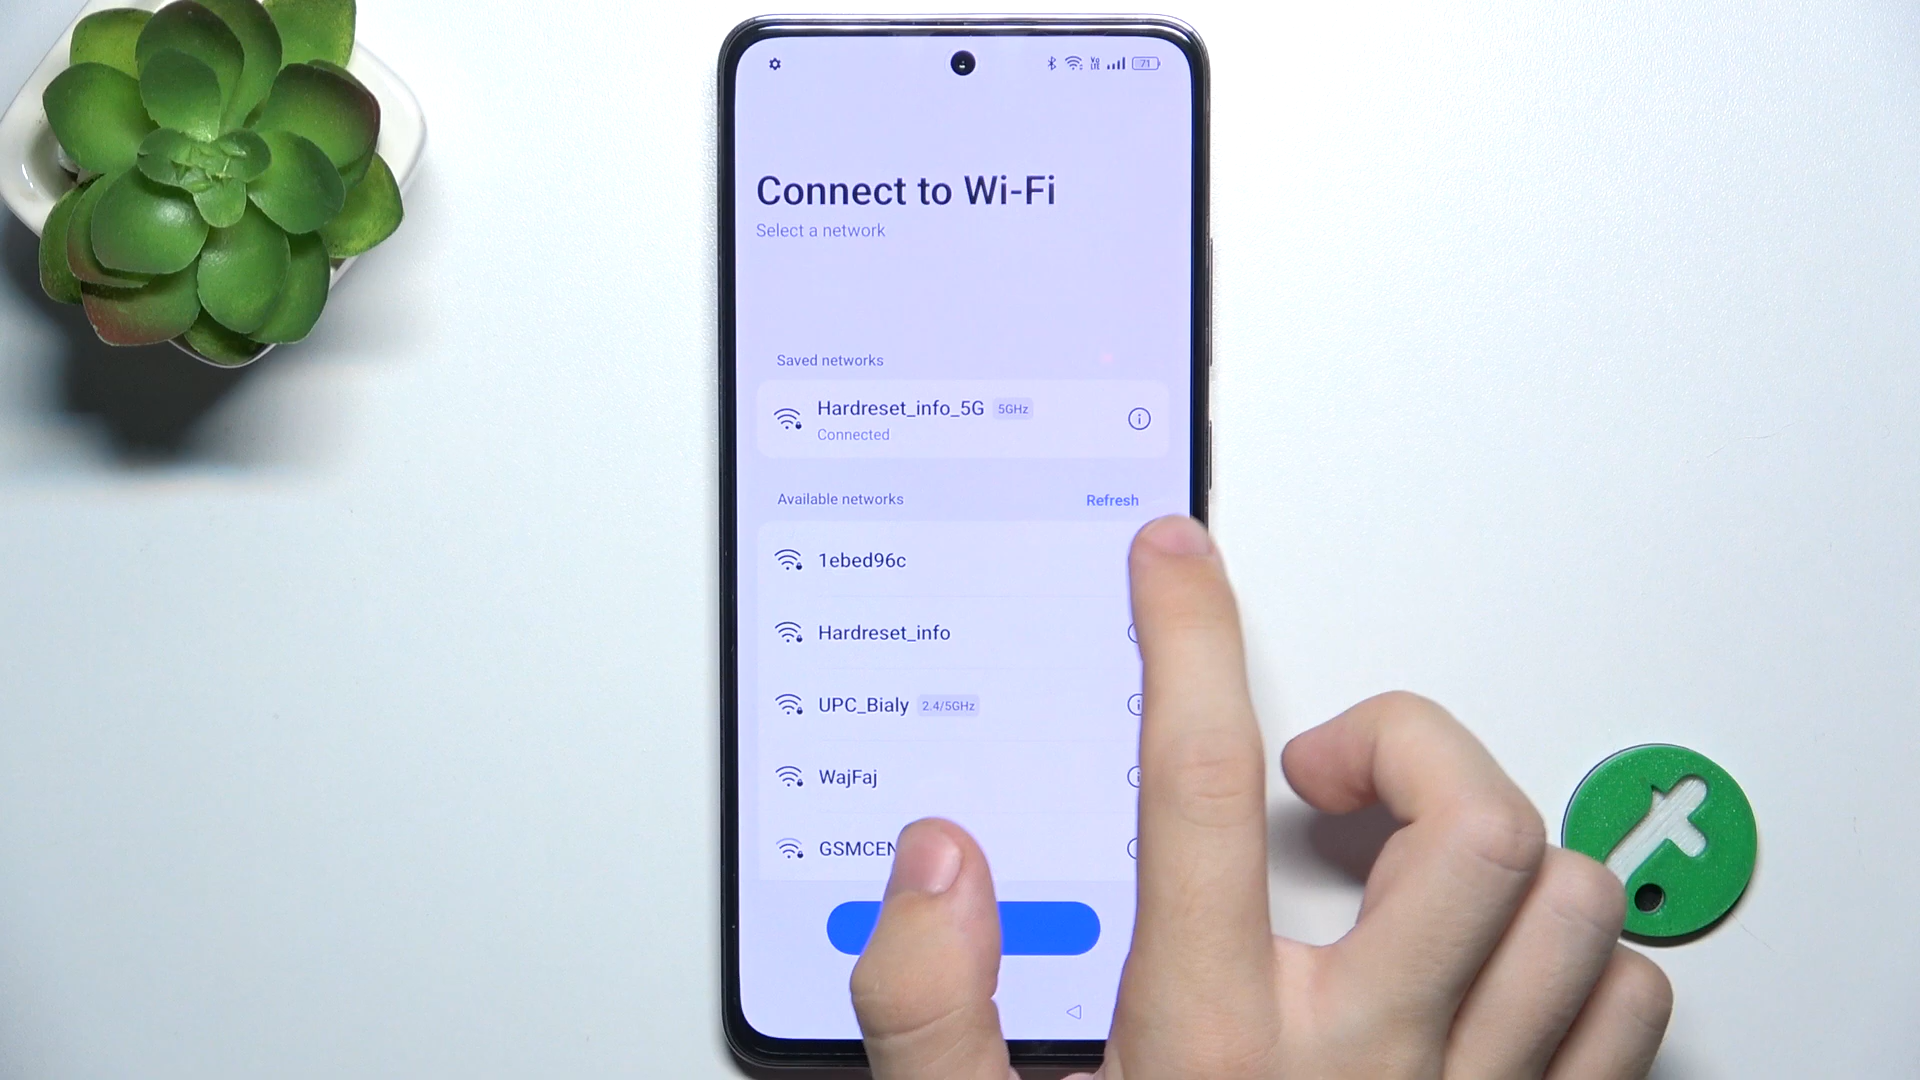 71
Connect to Wi-Fi
Select a network
Saved networks
Hardreset_info_5G 5GHz
Connected
Available networks Refresh
1ebed96c
Hardreset_info
UPC_Bialy 2.4/5GHz
WajFaj
GSMCEN